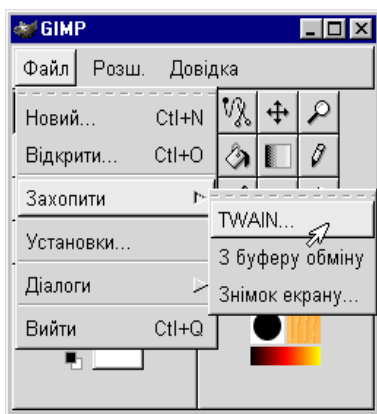 GIMP
Файл Розш. Довідка
Новий... Ctl+N
Відкрити... Ctl+O
Захопити
TWAIN...
Установки...
З буферу обміну
Діалоги
Знімок екрану...
Вийти Ctl+Q